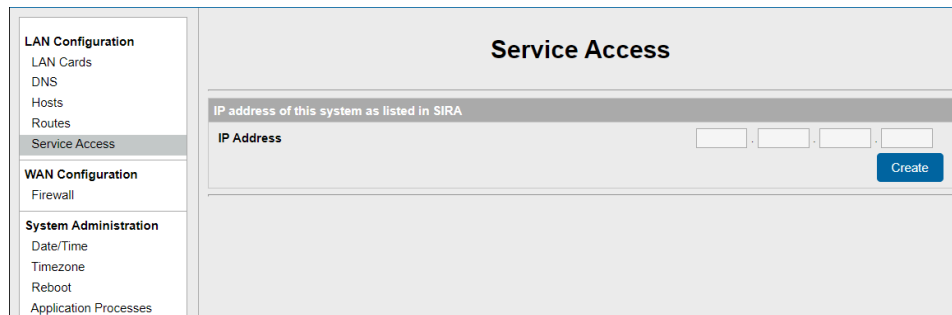 LAN Configuration
LAN Cards
DNS
Hosts
Routes
Service Access
WAN Configuration
Firewall
System Administration
Date/Time
Timezone
Reboot
Application Processes
Service Access
IP address of this system as listed in SIRA
IP Address
. . .
Create